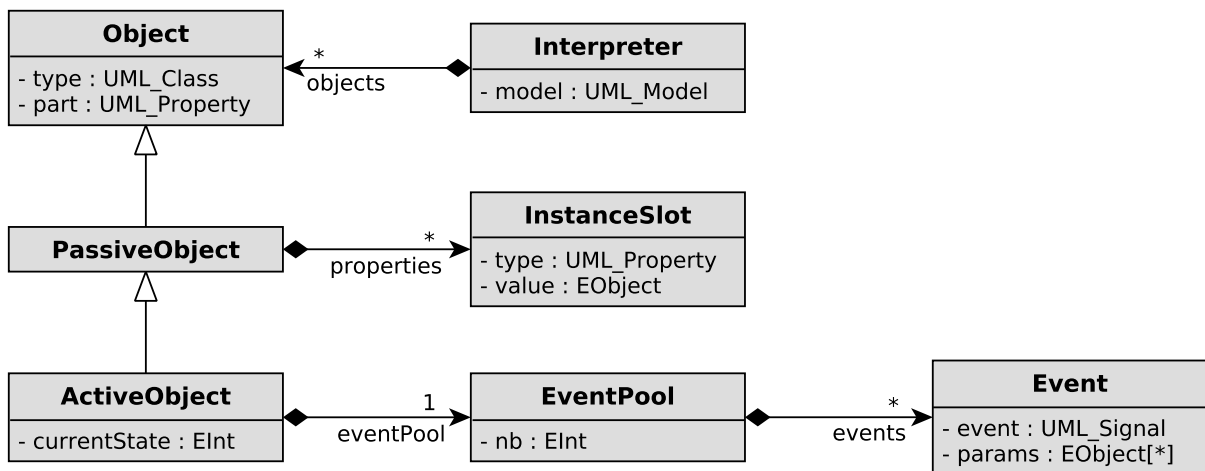 Object
- type : UML_Class
- part : UML_Property
*
objects
Interpreter
- model : UML_Model
PassiveObject
*
properties
InstanceSlot
- type : UML_Property
- value : EObject
ActiveObject
- currentState : EInt
1
eventPool
EventPool
- nb : EInt
*
events
Event
- event : UML_Signal
- params : EObject[*]